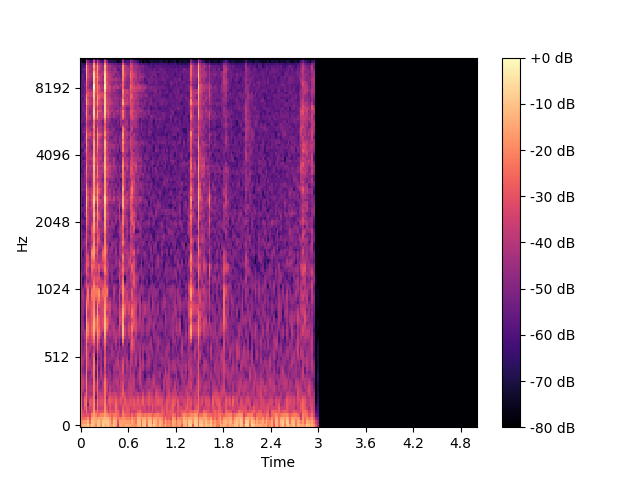 8192
4096
2048
1024
512
0
Hz
0 0.6 1.2 1.8 2.4 3 3.6 4.2 4.8
Time
+0 dB
-10 dB
-20 dB
-30 dB
-40 dB
-50 dB
-60 dB
-70 dB
-80 dB